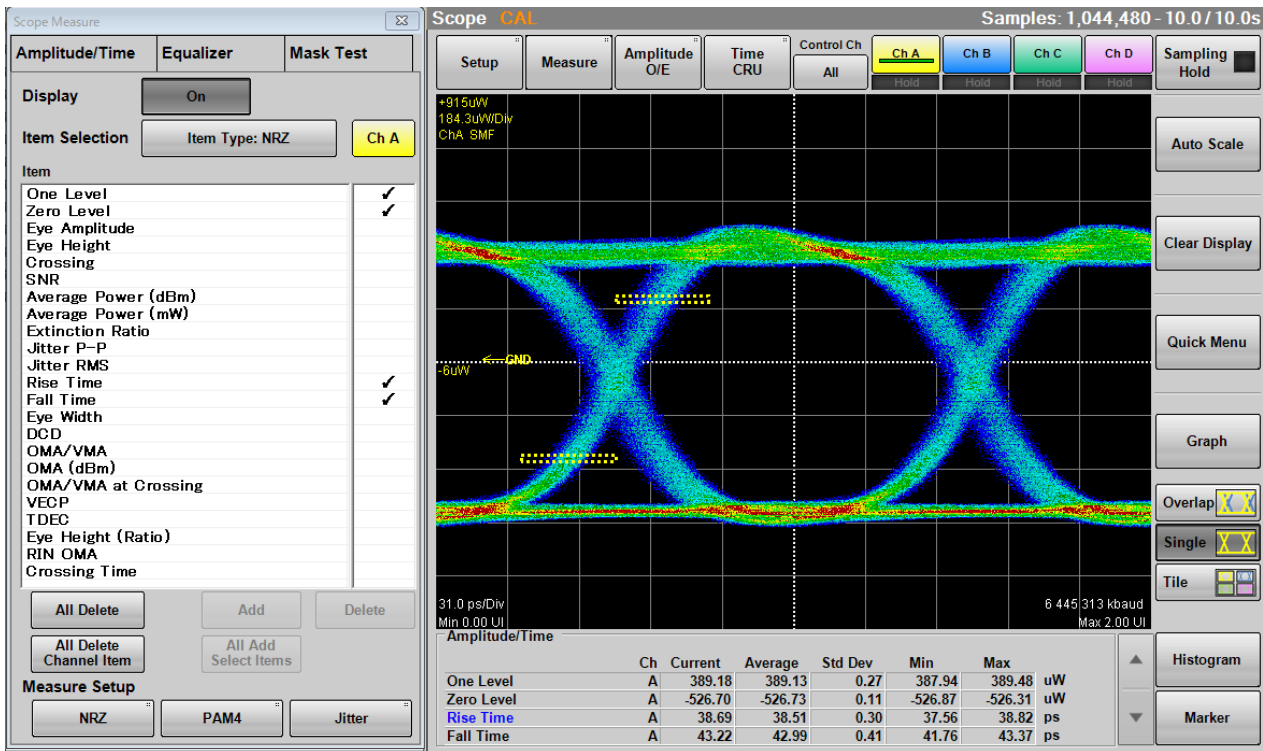 Scope Measure
Amplitude/Time Equalizer Mask Test
Display On
Item Selection Item Type: NRZ Ch A
Item
One Level ✓
Zero Level ✓
Eye Amplitude
Eye Height
Crossing
SNR
Average Power (dBm)
Average Power (mW)
Extinction Ratio
Jitter P-P
Jitter RMS
Rise Time ✓
Fall Time ✓
Eye Width
DCD
OMA/VMA
OMA (dBm)
OMA/VMA at Crossing
VECP
TDEC
Eye Height (Ratio)
RIN OMA
Crossing Time
All Delete Add Delete
All Delete Channel Item All Add Select Items
Measure Setup
NRZ PAM4 Jitter
Scope CAL Samples: 1,044,480 - 10.0 / 10.0s
Setup Measure Amplitude O/E Time CRU Control Ch All Ch A Hold Ch B Hold Ch C Hold Ch D Hold Sampling Hold
+915uW
184.3uW/Div
ChA SMF
←GND
-6uW
31.0 ps/Div 6 445 313 kbaud
Min 0.00 UI Max 2.00 UI
Auto Scale
Clear Display
Quick Menu
Graph
Overlap
Single
Tile
Histogram
Marker
Amplitude/Time
Ch Current Average Std Dev Min Max
One Level A 389.18 389.13 0.27 387.94 389.48 uW
Zero Level A -526.70 -526.73 0.11 -526.87 -526.31 uW
Rise Time A 38.69 38.51 0.30 37.56 38.82 ps
Fall Time A 43.22 42.99 0.41 41.76 43.37 ps